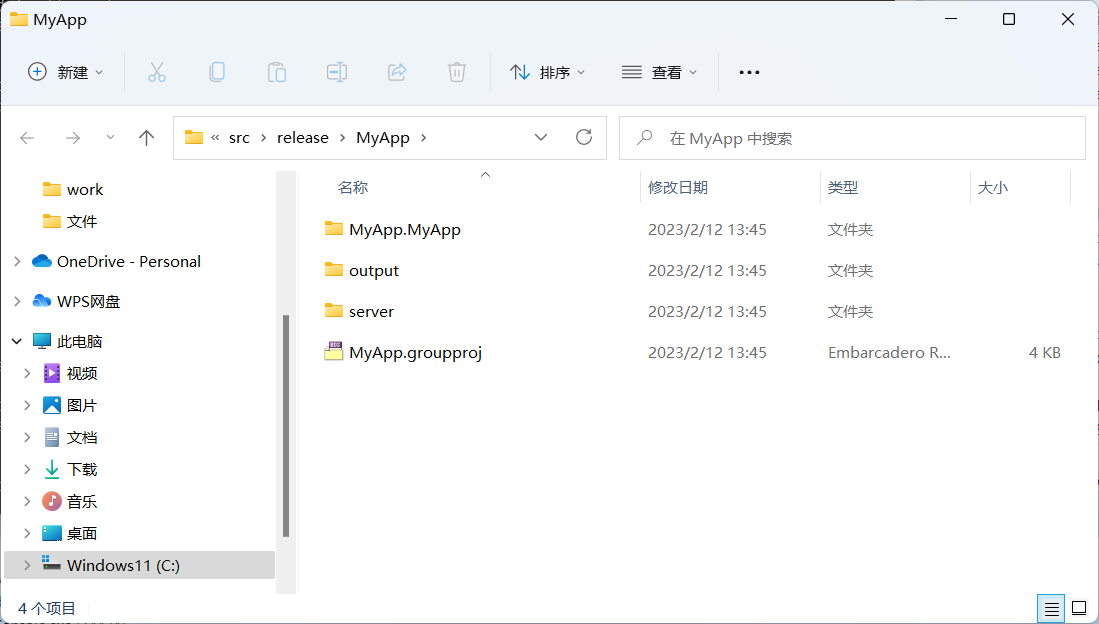 MyApp
新建
排序
查看
« src › release › MyApp ›
在 MyApp 中搜索
work
文件
OneDrive - Personal
WPS网盘
此电脑
视频
图片
文档
下载
音乐
桌面
Windows11 (C:)
名称 修改日期 类型 大小
MyApp.MyApp 2023/2/12 13:45 文件夹
output 2023/2/12 13:45 文件夹
server 2023/2/12 13:45 文件夹
MyApp.groupproj 2023/2/12 13:45 Embarcadero R... 4 KB
4 个项目